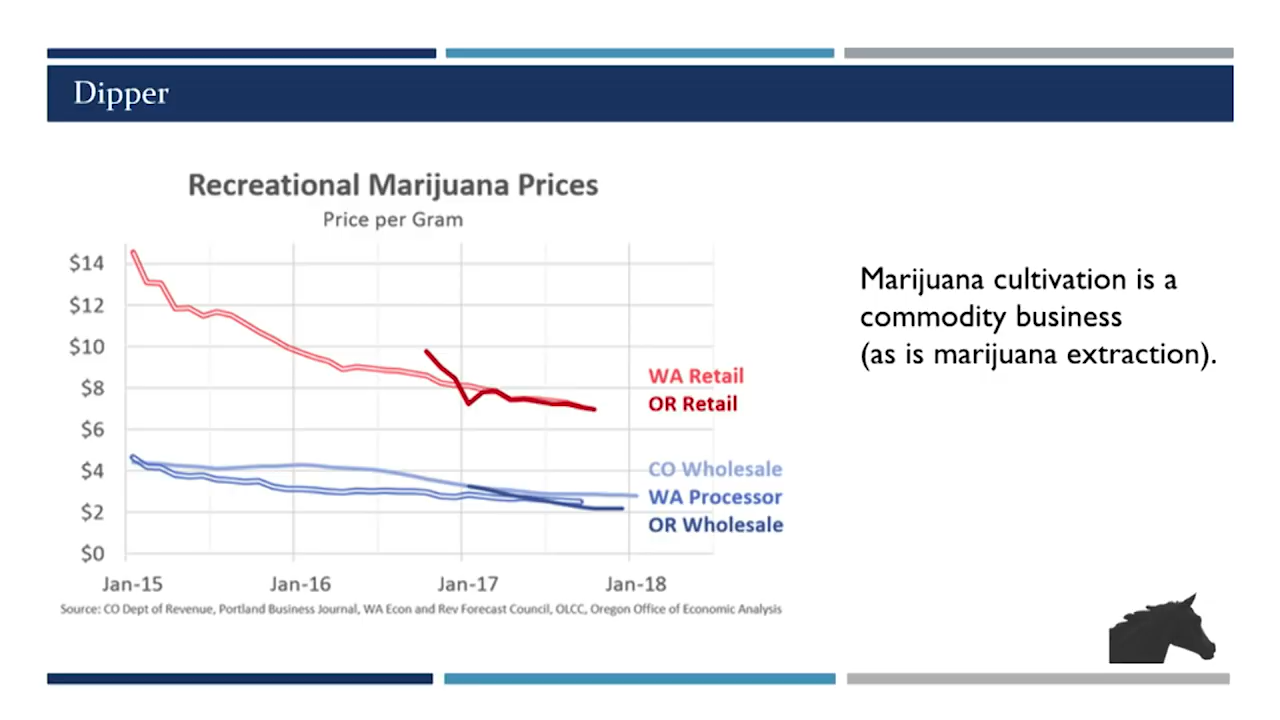 Dipper
Recreational Marijuana Prices
Price per Gram
$14
$12
$10
$8
$6
$4
$2
$0
Jan-15 Jan-16 Jan-17 Jan-18
WA Retail
OR Retail
CO Wholesale
WA Processor
OR Wholesale
Source: CO Dept of Revenue, Portland Business Journal, WA Econ and Rev Forecast Council, OLCC, Oregon Office of Economic Analysis
Marijuana cultivation is a
commodity business
(as is marijuana extraction).